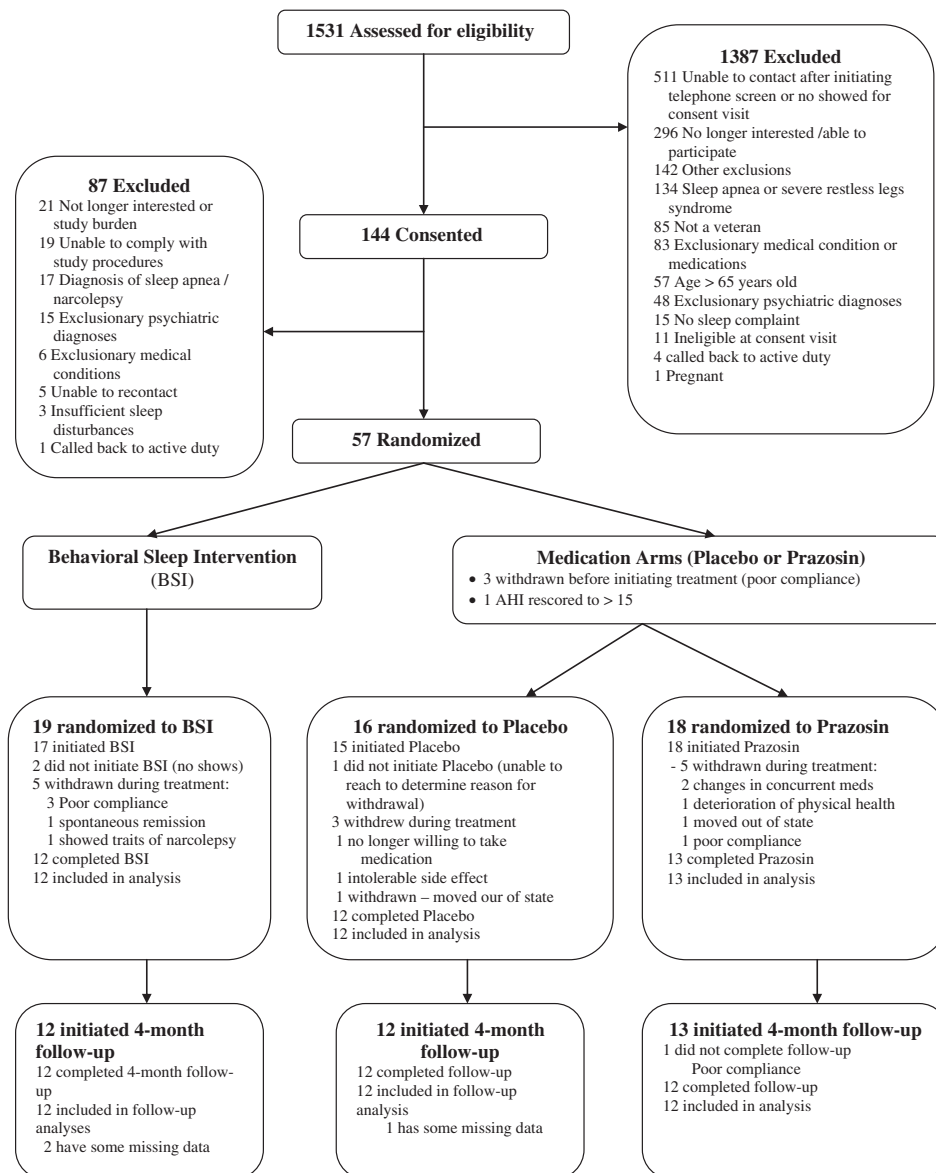 1531 Assessed for eligibility
1387 Excluded
511 Unable to contact after initiating
telephone screen or no showed for
consent visit
296 No longer interested /able to
participate
142 Other exclusions
134 Sleep apnea or severe restless legs
syndrome
85 Not a veteran
83 Exclusionary medical condition or
medications
57 Age > 65 years old
48 Exclusionary psychiatric diagnoses
15 No sleep complaint
11 Ineligible at consent visit
4 called back to active duty
1 Pregnant
87 Excluded
21 Not longer interested or
study burden
19 Unable to comply with
study procedures
17 Diagnosis of sleep apnea /
narcolepsy
15 Exclusionary psychiatric
diagnoses
6 Exclusionary medical
conditions
5 Unable to recontact
3 Insufficient sleep
disturbances
1 Called back to active duty
144 Consented
57 Randomized
Behavioral Sleep Intervention
(BSI)
Medication Arms (Placebo or Prazosin)
• 3 withdrawn before initiating treatment (poor compliance)
• 1 AHI rescored to > 15
19 randomized to BSI
17 initiated BSI
2 did not initiate BSI (no shows)
5 withdrawn during treatment:
3 Poor compliance
1 spontaneous remission
1 showed traits of narcolepsy
12 completed BSI
12 included in analysis
16 randomized to Placebo
15 initiated Placebo
1 did not initiate Placebo (unable to
reach to determine reason for
withdrawal)
3 withdrew during treatment
1 no longer willing to take
medication
1 intolerable side effect
1 withdrawn – moved our of state
12 completed Placebo
12 included in analysis
18 randomized to Prazosin
18 initiated Prazosin
- 5 withdrawn during treatment:
2 changes in concurrent meds
1 deterioration of physical health
1 moved out of state
1 poor compliance
13 completed Prazosin
13 included in analysis
12 initiated 4-month
follow-up
12 completed 4-month follow-
up
12 included in follow-up
analyses
2 have some missing data
12 initiated 4-month
follow-up
12 completed follow-up
12 included in follow-up
analysis
1 has some missing data
13 initiated 4-month follow-up
1 did not complete follow-up
Poor compliance
12 completed follow-up
12 included in analysis